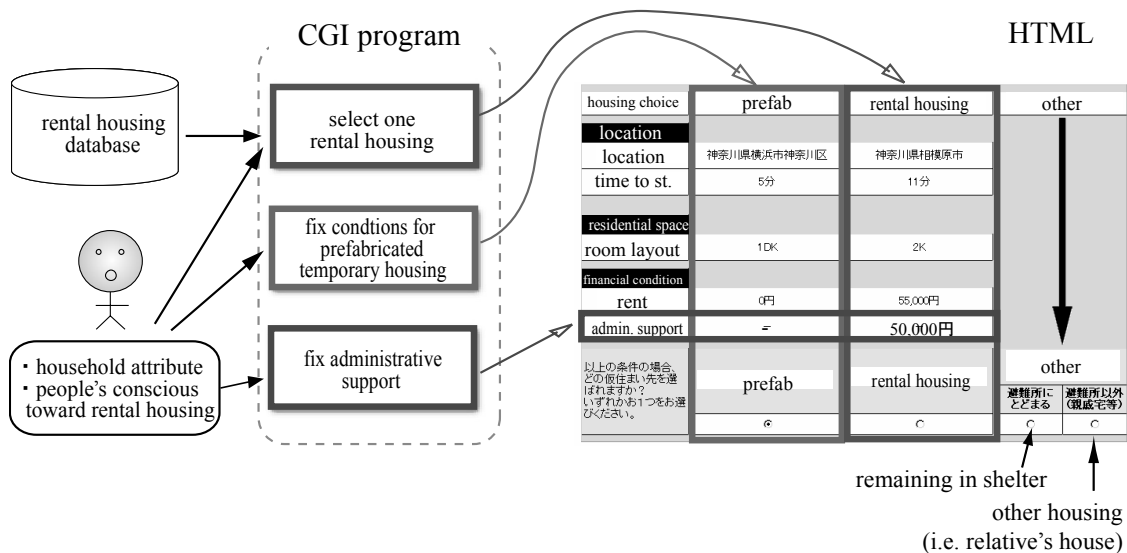 CGI program
HTML
rental housing
database
select one
rental housing
fix condtions for
prefabricated
temporary housing
fix administrative
support
・ household attribute
・ people's conscious
toward rental housing
housing choice
prefab
rental housing
other
location
location
神奈川県横浜市神奈川区
神奈川県相模原市
time to st.
5分
11分
residential space
room layout
1DK
2K
financial condition
rent
0円
55,000円
admin. support
-
50,000円
以上の条件の場合、
どの仮住まい先を選
ばれますか?
いずれかお1つをお選
びください。
prefab
rental housing
other
避難所に
とどまる
避難所以外
(親戚宅等)
remaining in shelter
other housing
(i.e. relative's house)